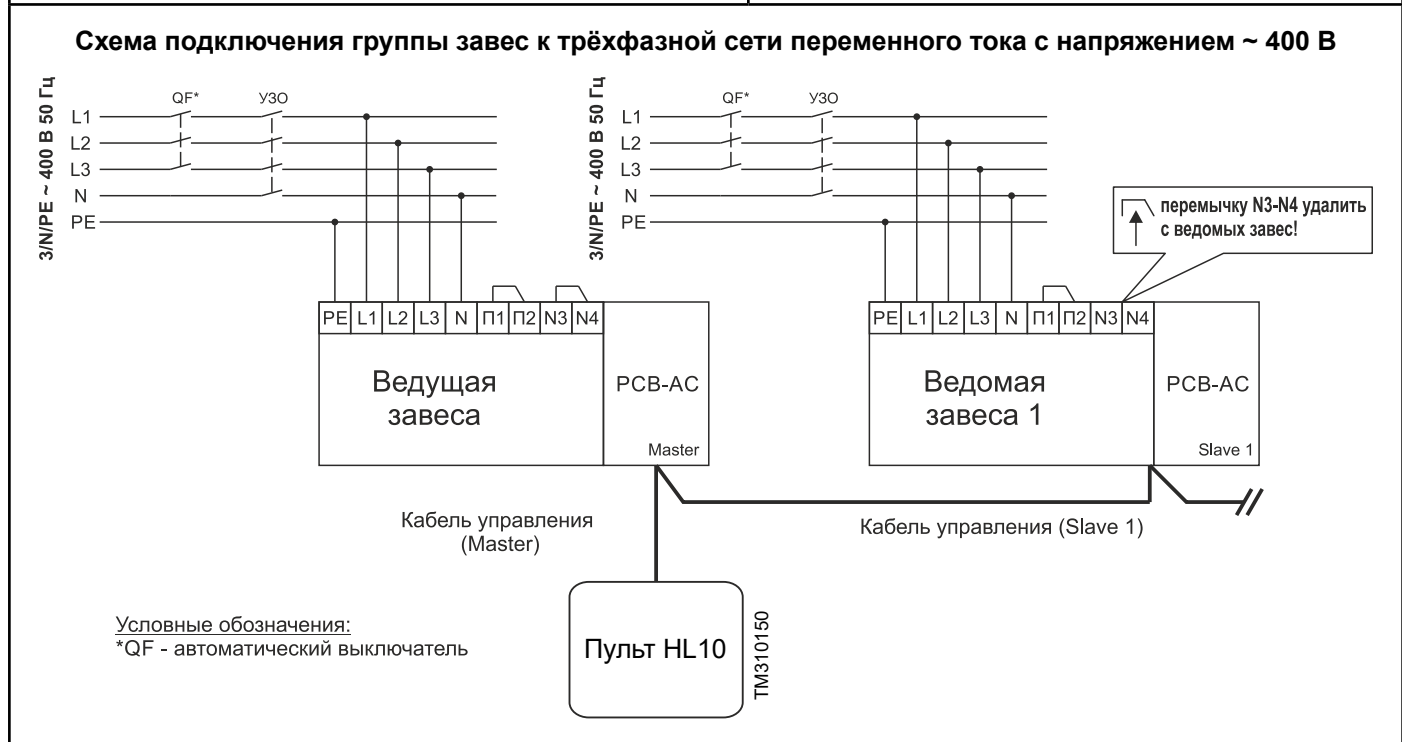 Схема подключения группы завес к трёхфазной сети переменного тока с напряжением ~ 400 В
3/N/PE ~ 400 В 50 Гц
QF*
УЗО
L1
L2
L3
N
PE
3/N/PE ~ 400 В 50 Гц
QF*
УЗО
L1
L2
L3
N
PE
перемычку N3-N4 удалить
с ведомых завес!
PE L1 L2 L3 N П1 П2 N3 N4
Ведущая
завеса
PCB-AC
Master
PE L1 L2 L3 N П1 П2 N3 N4
Ведомая
завеса 1
PCB-AC
Slave 1
Кабель управления
(Master)
Кабель управления (Slave 1)
Условные обозначения:
*QF - автоматический выключатель
Пульт HL10
TM310150